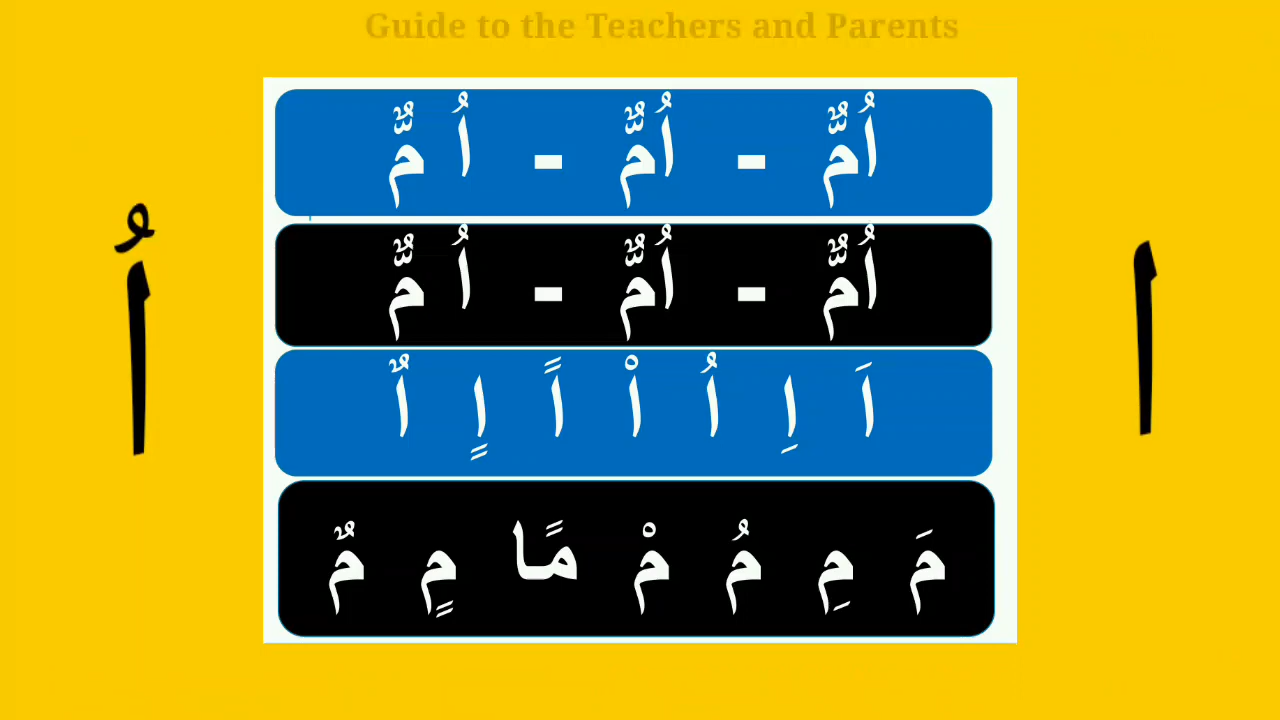 Guide to the Teachers and Parents
اُمٌّ - اُمٌّ - اُ مٌّ
اُمٌّ - اُمٌّ - اُ مٌّ
اَ اِ اُ اْ اً اٍ اٌ
مَ مِ مُ مْ مًا مٍ مٌ
ا
اُ